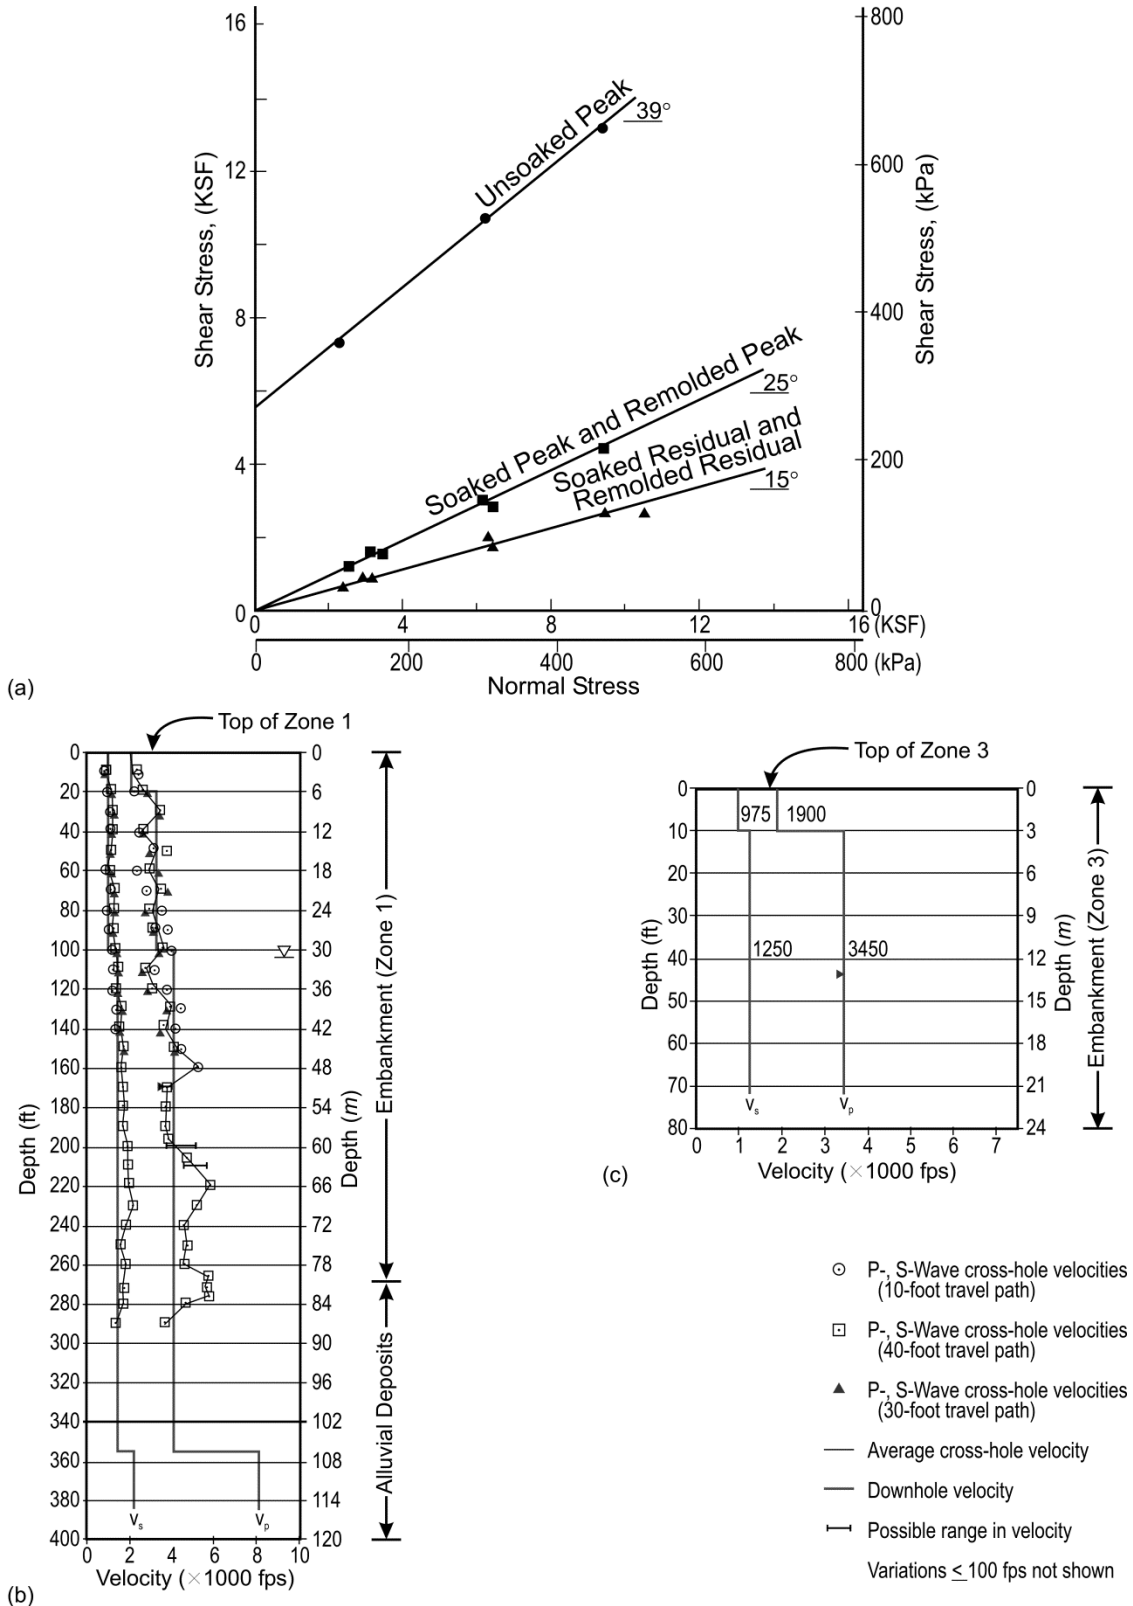 16
12
8
4
0
Shear Stress, (KSF)
800
600
400
200
0
Shear Stress, (kPa)
Unsoaked Peak
39°
Soaked Peak and Remolded Peak
25°
Soaked Residual and
Remolded Residual
15°
4
8
12
16
(KSF)
0
200
400
600
800
(kPa)
Normal Stress
(a)
Top of Zone 1
0
20
40
60
80
100
120
140
160
180
200
220
240
260
280
300
320
340
360
380
400
Depth (ft)
0
6
12
18
24
30
36
42
48
54
60
66
72
78
84
90
96
102
108
114
120
Depth (m)
Embankment (Zone 1)
Alluvial Deposits
Vs
Vp
0
2
4
6
8
10
Velocity (×1000 fps)
(b)
Top of Zone 3
0
10
20
30
40
50
60
70
80
Depth (ft)
975
1900
1250
3450
Vs
Vp
0
3
6
9
12
15
18
21
24
Depth (m)
Embankment (Zone 3)
0
1
2
3
4
5
6
7
Velocity (×1000 fps)
(c)
P-, S-Wave cross-hole velocities
(10-foot travel path)
P-, S-Wave cross-hole velocities
(40-foot travel path)
P-, S-Wave cross-hole velocities
(30-foot travel path)
Average cross-hole velocity
Downhole velocity
Possible range in velocity
Variations ≤ 100 fps not shown